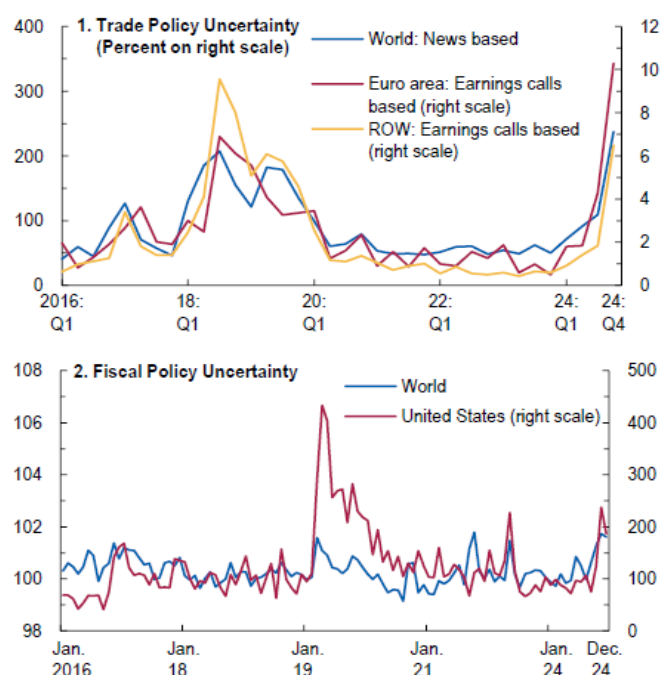 1. Trade Policy Uncertainty
(Percent on right scale)
World: News based
Euro area: Earnings calls
based (right scale)
ROW: Earnings calls based
(right scale)
400
300
200
100
0
12
10
8
6
4
2
0
2016: 18: 20: 22: 24: 24:
Q1 Q1 Q1 Q1 Q1 Q4
2. Fiscal Policy Uncertainty
World
United States (right scale)
108
106
104
102
100
98
500
400
300
200
100
0
Jan. Jan. Jan. Jan. Jan. Dec.
2016 18 19 21 24 24